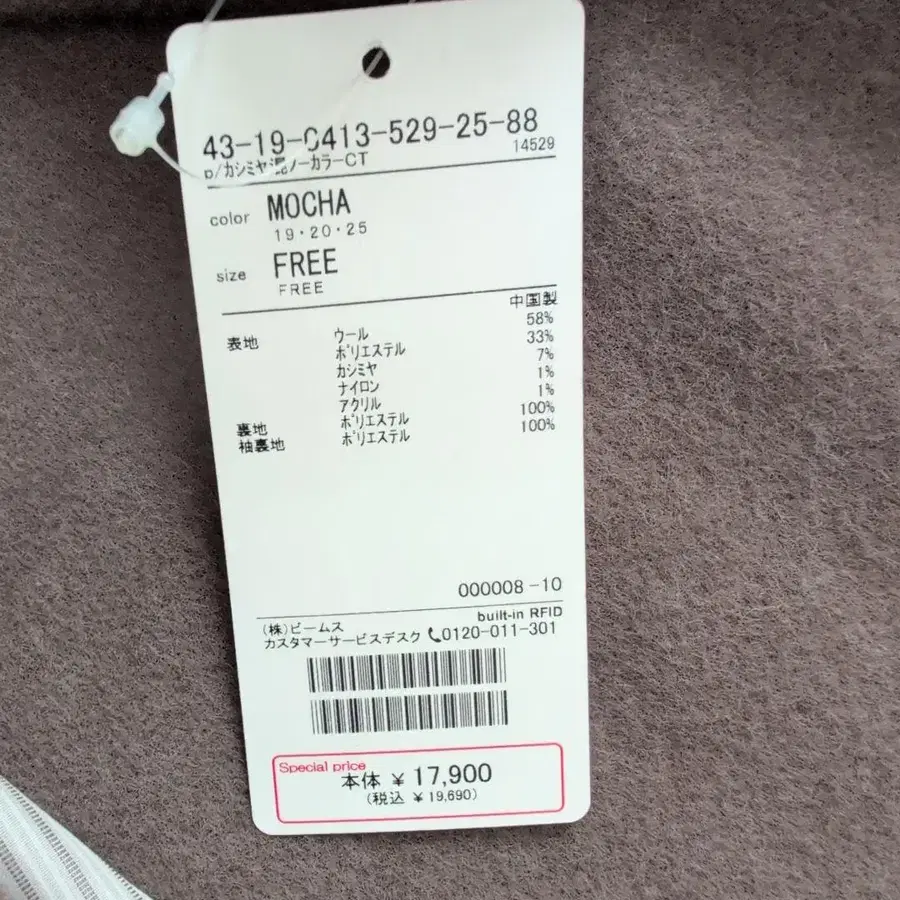 43-19-0413-529-25-88
14529
p/カシミヤ混ノーカラーCT
color MOCHA
19・20・25
size FREE
FREE
中国製
表地 ウール 58%
ポリエステル 33%
カシミヤ 7%
ナイロン 1%
アクリル 1%
裏地 ポリエステル 100%
袖裏地 ポリエステル 100%
000008-10
built-in RFID
(株)ビームス
カスタマーサービスデスク 0120-011-301
Special price
本体 ¥17,900
(税込 ¥19,690)